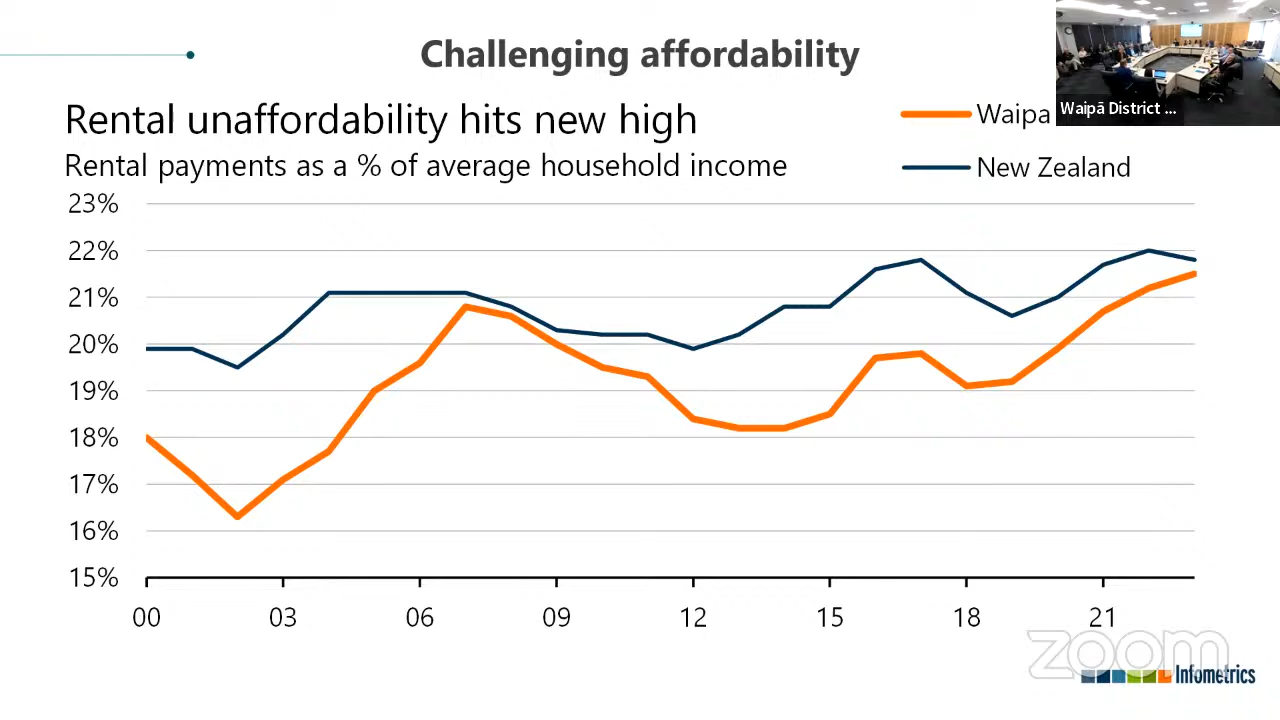 Challenging affordability
Rental unaffordability hits new high
Rental payments as a % of average household income
Waipa
Waipā District ...
New Zealand
23%
22%
21%
20%
19%
18%
17%
16%
15%
00 03 06 09 12 15 18 21
zoom
Infometrics